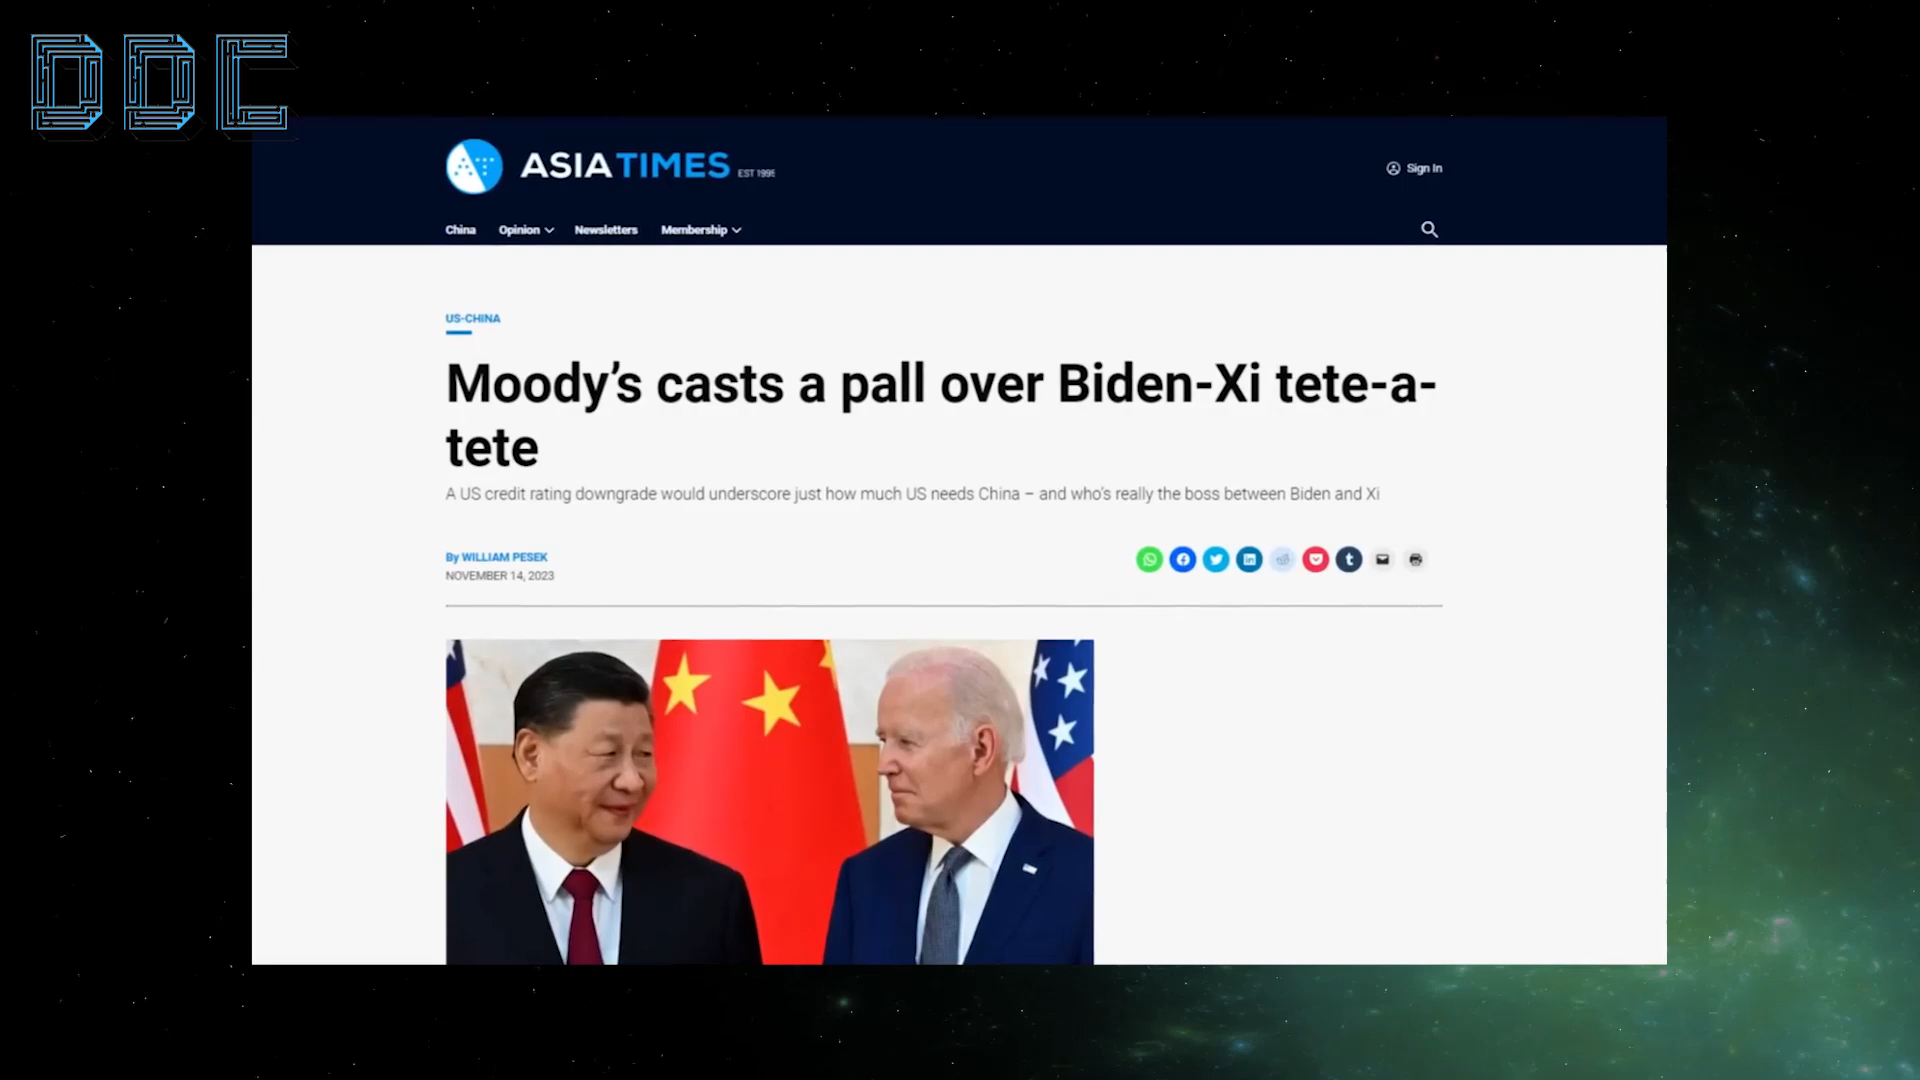 DDC
ASIA TIMES EST 1995
Sign In
China Opinion Newsletters Membership
US-CHINA
Moody's casts a pall over Biden-Xi tete-a-
tete
A US credit rating downgrade would underscore just how much US needs China – and who's really the boss between Biden and Xi
By WILLIAM PESEK
NOVEMBER 14, 2023